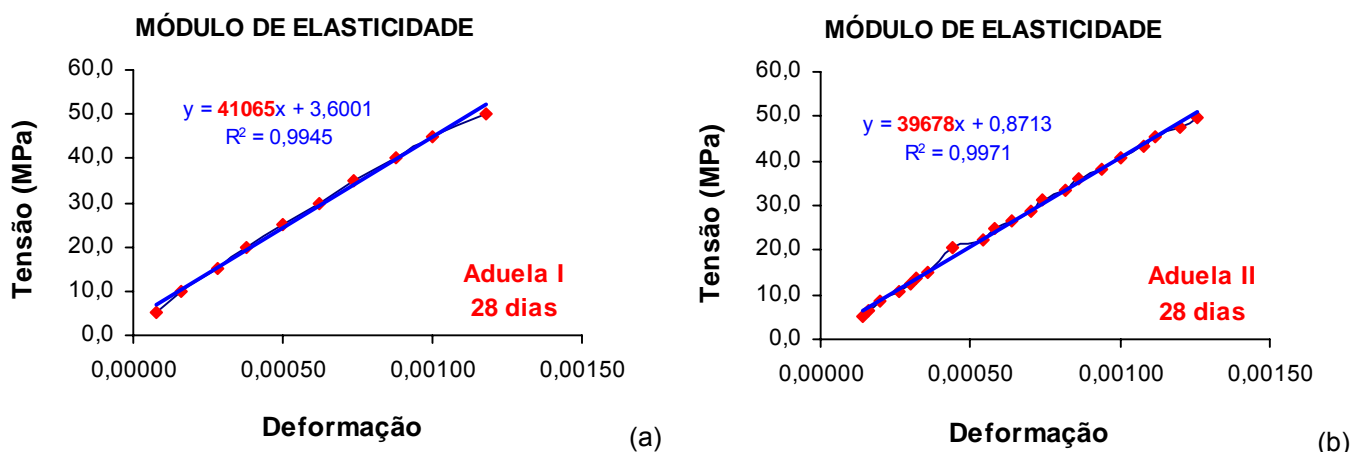 MÓDULO DE ELASTICIDADE
60,0
50,0
40,0
30,0
20,0
10,0
0,0
Tensão (MPa)
y = 41065x + 3,6001
R² = 0,9945
Aduela I
28 dias
0,00000 0,00050 0,00100 0,00150
Deformação
(a)
MÓDULO DE ELASTICIDADE
60,0
50,0
40,0
30,0
20,0
10,0
0,0
Tensão (MPa)
y = 39678x + 0,8713
R² = 0,9971
Aduela II
28 dias
0,00000 0,00050 0,00100 0,00150
Deformação
(b)